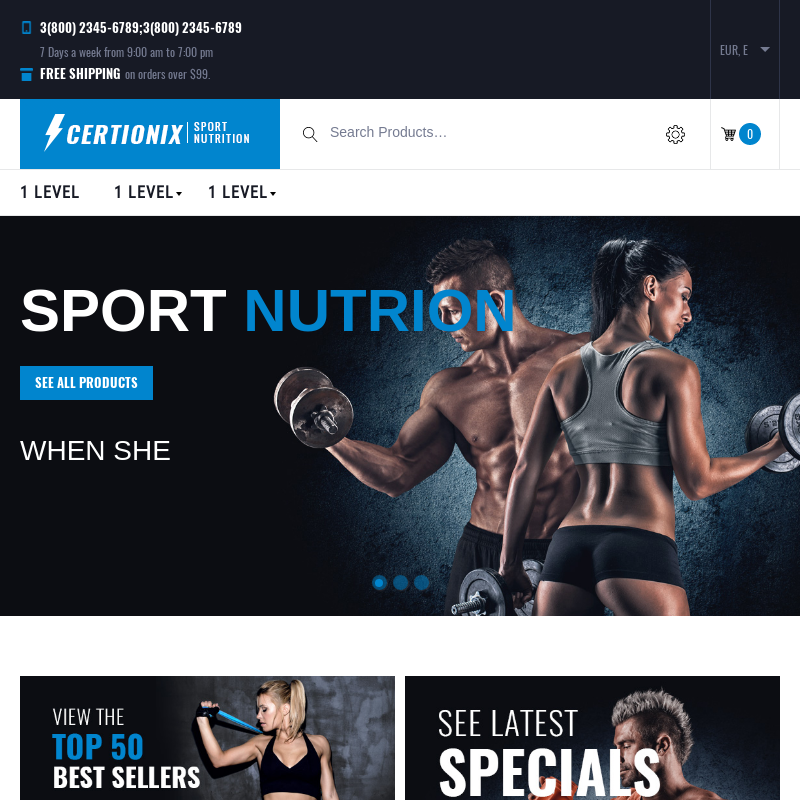 3(800) 2345-6789;3(800) 2345-6789
7 Days a week from 9:00 am to 7:00 pm
FREE SHIPPING on orders over $99.
EUR, E
CERTIONIX
SPORT
NUTRITION
Search Products...
0
1 LEVEL
1 LEVEL
1 LEVEL
SPORT NUTRION
SEE ALL PRODUCTS
WHEN SHE
VIEW THE
TOP 50
BEST SELLERS
SEE LATEST
SPECIALS